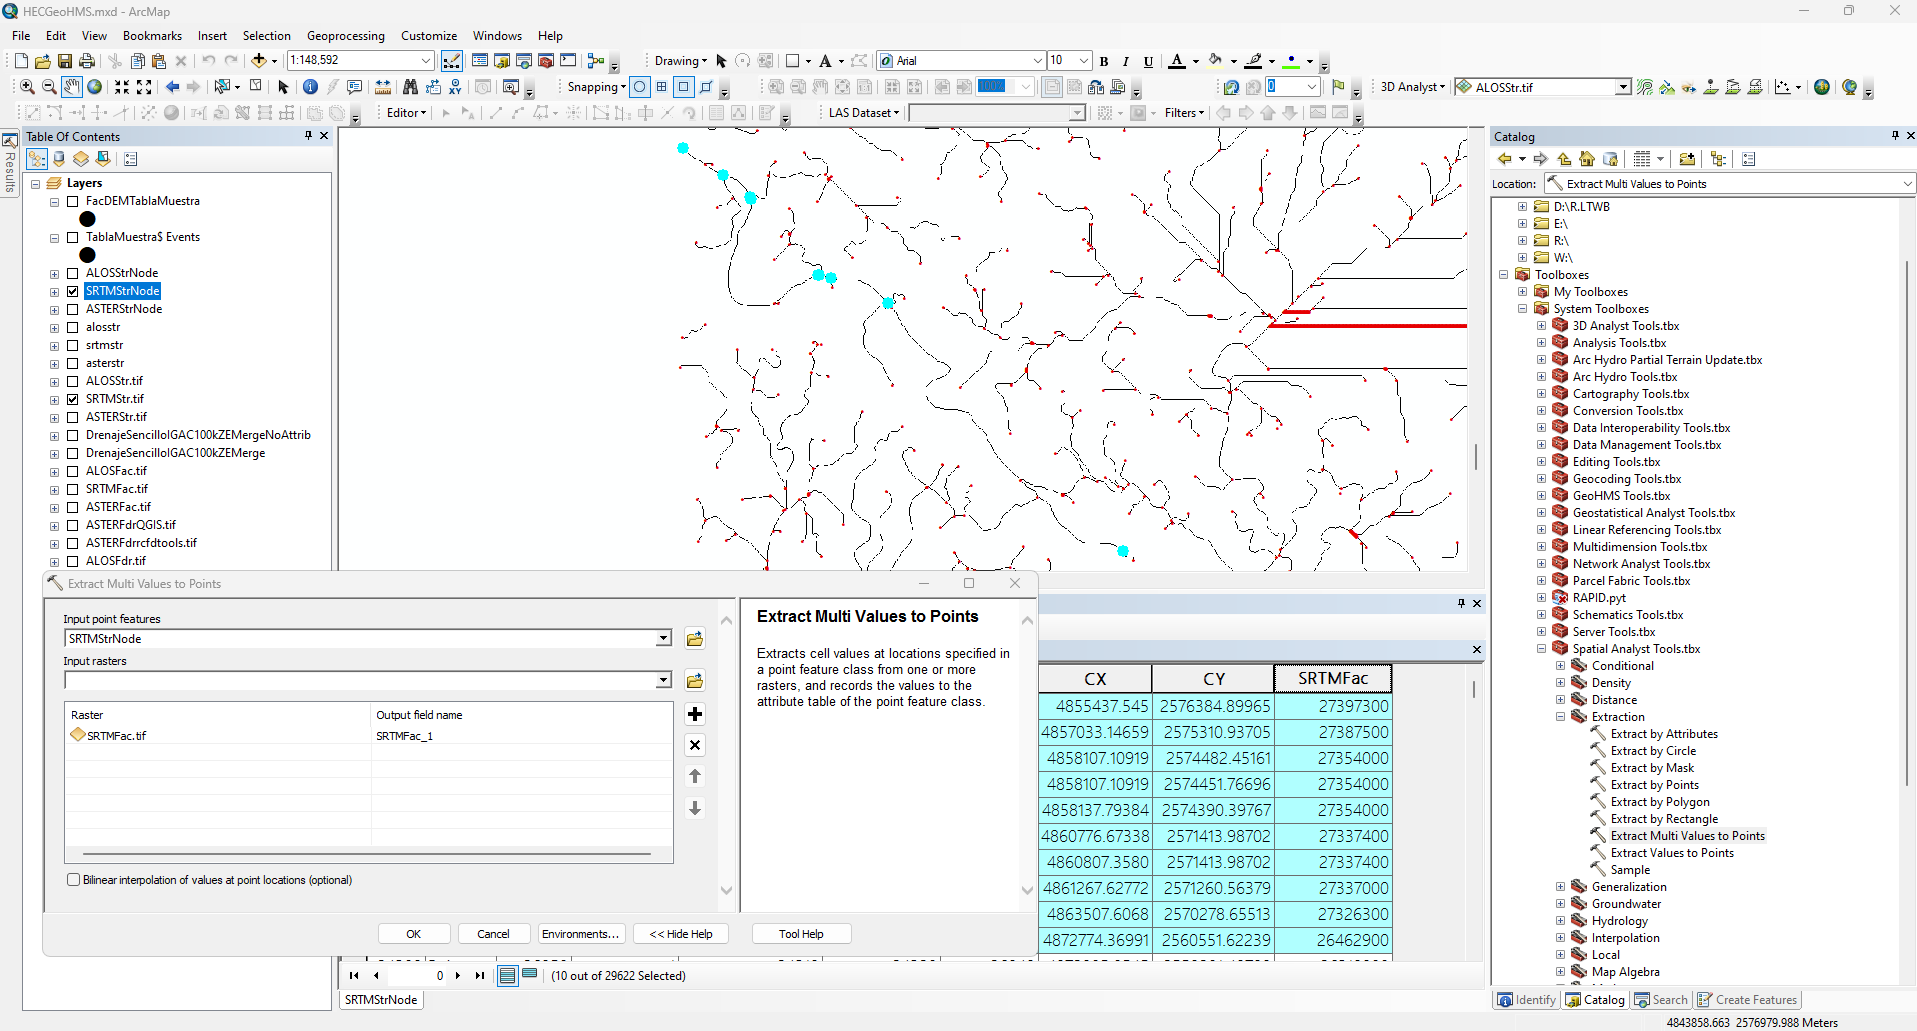 HECGeoHMS.mxd - ArcMap
File Edit View Bookmarks Insert Selection Geoprocessing Customize Windows Help
1:148,592 Drawing Arial 10 B I U A
Snapping 100% 0 3D Analyst ALOSStr.tif
Editor LAS Dataset Filters
Results
Table Of Contents
Layers
FacDEMTablaMuestra
TablaMuestra$ Events
ALOSStrNode
SRTMStrNode
ASTERStrNode
alosstr
srtmstr
asterstr
ALOSStr.tif
SRTMStr.tif
ASTERStr.tif
DrenajeSencilloIGAC100kZEMergeNoAttrib
DrenajeSencilloIGAC100kZEMerge
ALOSFac.tif
SRTMFac.tif
ASTERFac.tif
ASTERFdrQGIS.tif
ASTERFdrrcfdtools.tif
ALOSFdr.tif
Extract Multi Values to Points
Input point features
SRTMStrNode
Input rasters
Raster Output field name
SRTMFac.tif SRTMFac_1
Bilinear interpolation of values at point locations (optional)
OK Cancel Environments... << Hide Help Tool Help
Extract Multi Values to Points
Extracts cell values at locations specified in
a point feature class from one or more
rasters, and records the values to the
attribute table of the point feature class.
CX CY SRTMFac
4855437.545 2576384.89965 27397300
4857033.14659 2575310.93705 27387500
4858107.10919 2574482.45161 27354000
4858107.10919 2574451.76696 27354000
4858137.79384 2574390.39767 27354000
4860776.67338 2571413.98702 27337400
4860807.3580 2571413.98702 27337400
4861267.62772 2571260.56379 27337000
4863507.6068 2570278.65513 27326300
4872774.36991 2560551.62239 26462900
0 (10 out of 29622 Selected)
SRTMStrNode
Catalog
Location: Extract Multi Values to Points
D:\R.LTWB
E:\
R:\
W:\
Toolboxes
My Toolboxes
System Toolboxes
3D Analyst Tools.tbx
Analysis Tools.tbx
Arc Hydro Partial Terrain Update.tbx
Arc Hydro Tools.tbx
Cartography Tools.tbx
Conversion Tools.tbx
Data Interoperability Tools.tbx
Data Management Tools.tbx
Editing Tools.tbx
Geocoding Tools.tbx
GeoHMS Tools.tbx
Geostatistical Analyst Tools.tbx
Linear Referencing Tools.tbx
Multidimension Tools.tbx
Network Analyst Tools.tbx
Parcel Fabric Tools.tbx
RAPID.pyt
Schematics Tools.tbx
Server Tools.tbx
Spatial Analyst Tools.tbx
Conditional
Density
Distance
Extraction
Extract by Attributes
Extract by Circle
Extract by Mask
Extract by Points
Extract by Polygon
Extract by Rectangle
Extract Multi Values to Points
Extract Values to Points
Sample
Generalization
Groundwater
Hydrology
Interpolation
Local
Map Algebra
Identify Catalog Search Create Features
4843858.663 2576979.988 Meters